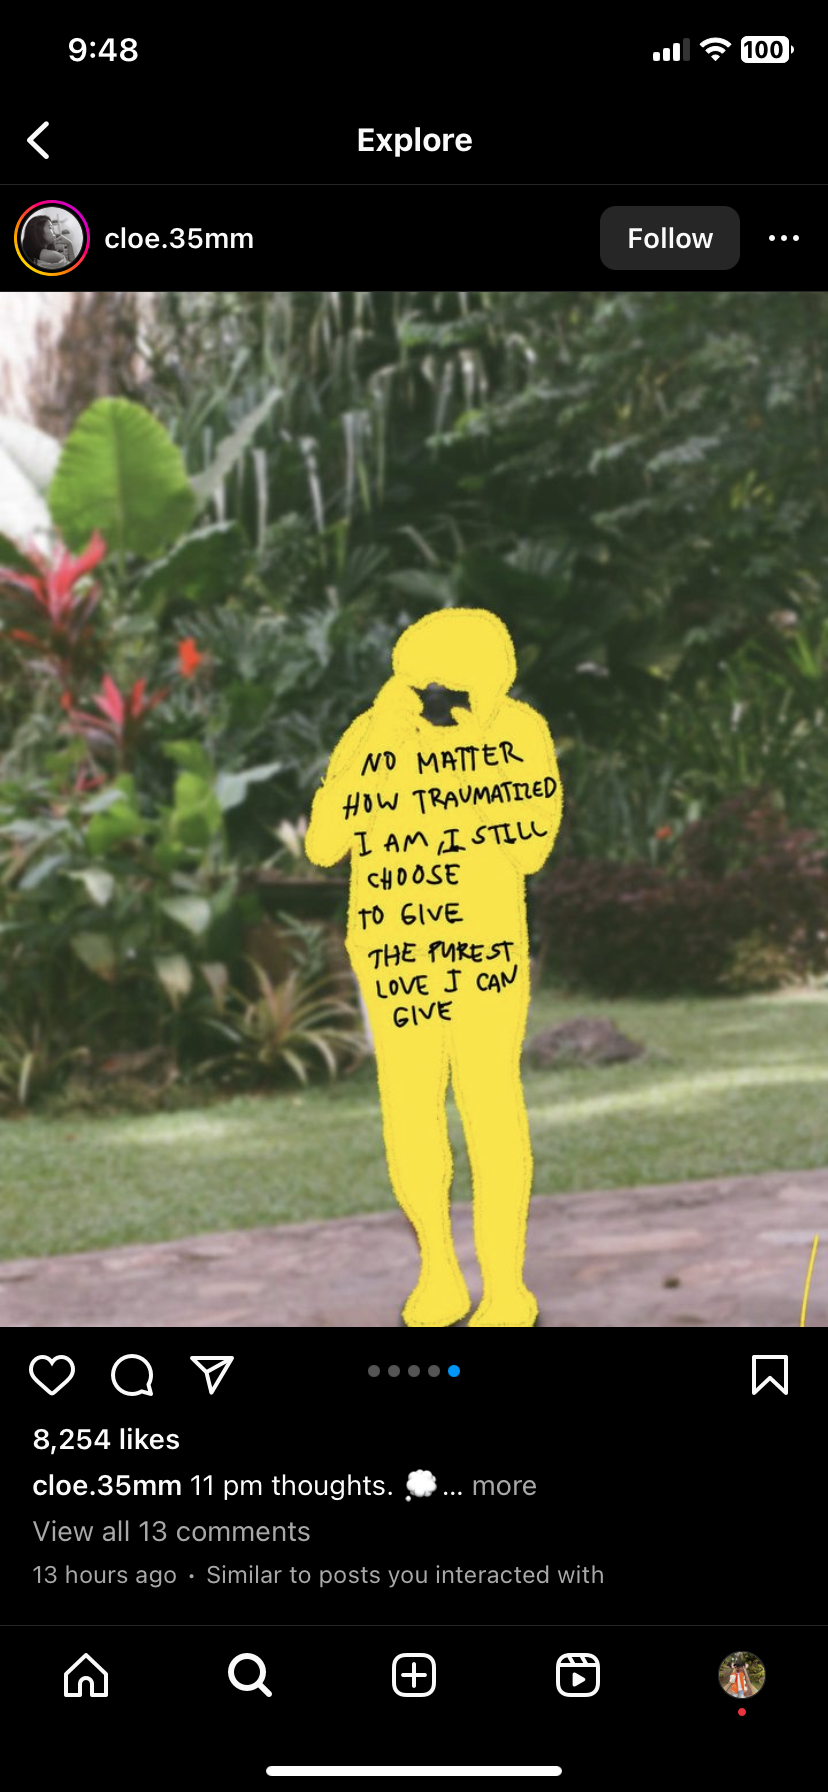 9:48
100
Explore
cloe.35mm
Follow
NO MATTER
HOW TRAUMATIZED
I AM, I STILL
CHOOSE
TO GIVE
THE PUREST
LOVE I CAN
GIVE
8,254 likes
cloe.35mm 11 pm thoughts. 💭... more
View all 13 comments
13 hours ago · Similar to posts you interacted with